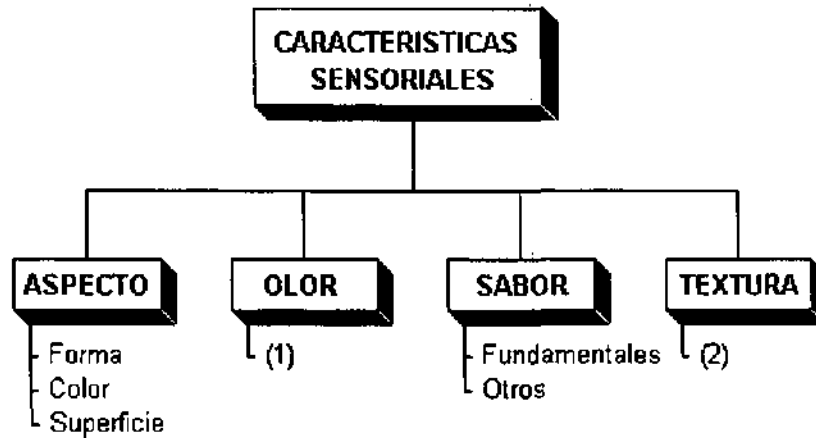 CARACTERISTICAS
SENSORIALES
ASPECTO
OLOR
SABOR
TEXTURA
Forma
Color
Superficie
(1)
Fundamentales
Otros
(2)